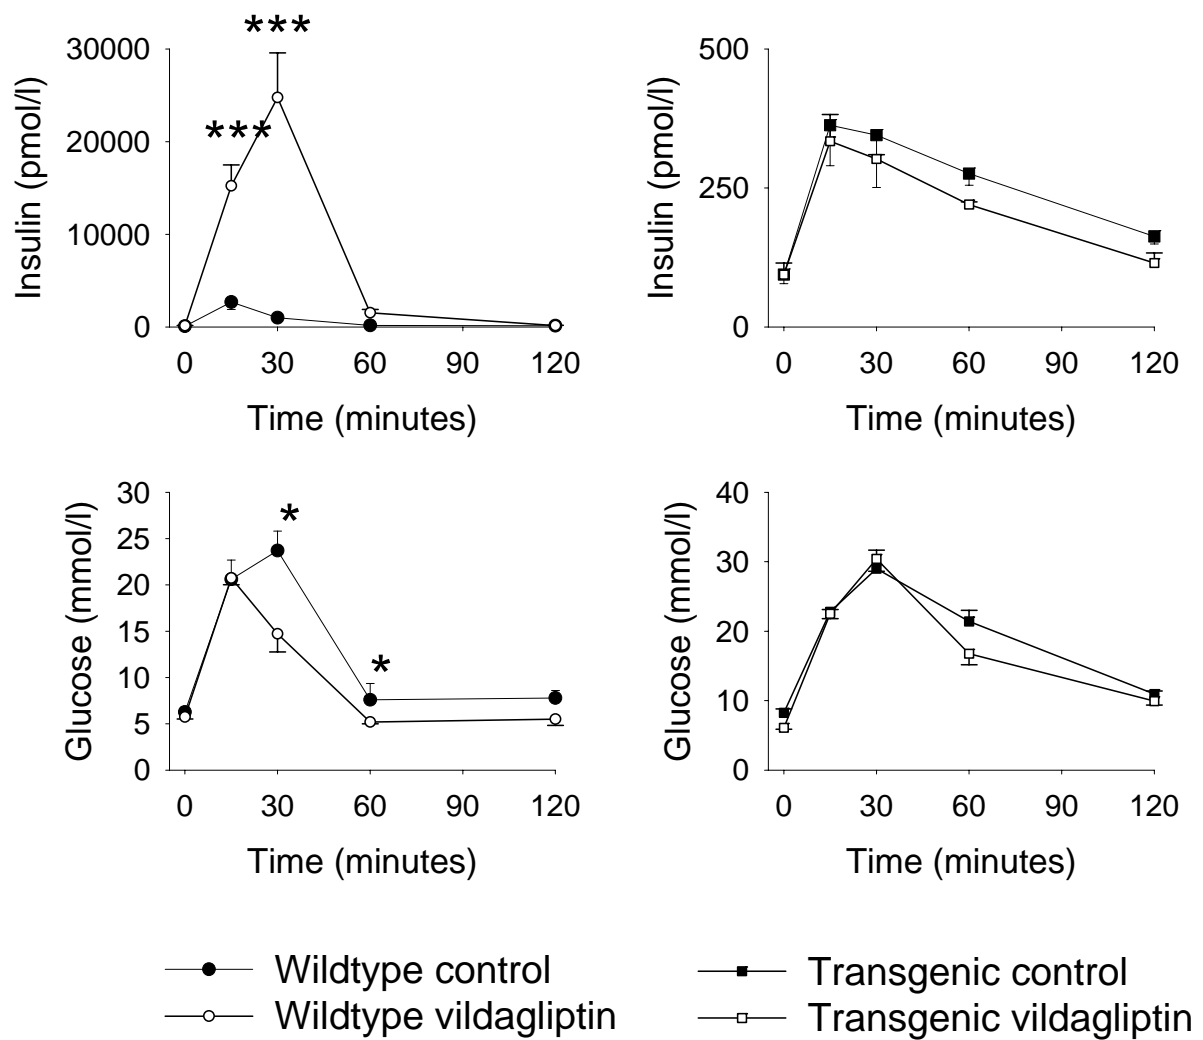 ***
30000
***
20000
10000
0
Insulin (pmol/l)
0 30 60 90 120
Time (minutes)
500
250
0
Insulin (pmol/l)
0 30 60 90 120
Time (minutes)
30
25
20
15
10
5
0
*
*
Glucose (mmol/l)
0 30 60 90 120
Time (minutes)
40
30
20
10
0
Glucose (mmol/l)
0 30 60 90 120
Time (minutes)
Wildtype control
Wildtype vildagliptin
Transgenic control
Transgenic vildagliptin